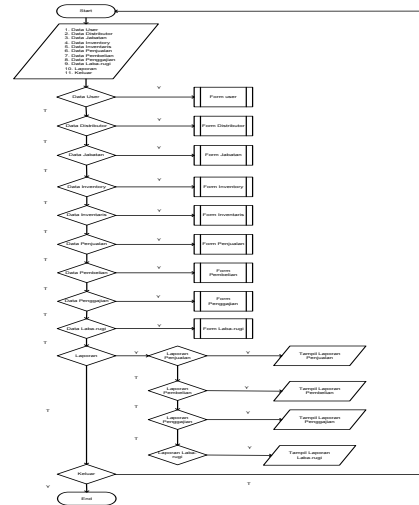 Start
1. Data User
2. Data Distributor
3. Data Jabatan
4. Data Inventory
5. Data Inventaris
6. Data Penjualan
7. Data Pembelian
8. Data Penggajian
9. Data Laba-rugi
10. Laporan
11. Keluar
Data User
Y
Form user
T
Data Distributor
Y
Form Distributor
T
Data Jabatan
Y
Form Jabatan
T
Data Inventory
Y
Form Inventory
T
Data Inventaris
Y
Form Inventaris
T
Data Penjualan
Y
Form Penjualan
T
Data Pembelian
Y
Form
Pembelian
T
Data Penggajian
Y
Form
Penggajian
T
Data Laba-rugi
Y
Form Laba-rugi
T
Laporan
Y
Laporan
Penjualan
Y
Tampil Laporan
Penjualan
T
Laporan
Pembelian
Y
Tampil Laporan
Pembelian
T
T
Laporan
Penggajian
Y
Tampil Laporan
Penggajian
T
Laporan Laba-
rugi
Y
Tampil Laporan
Laba-rugi
Keluar
T
Y
End